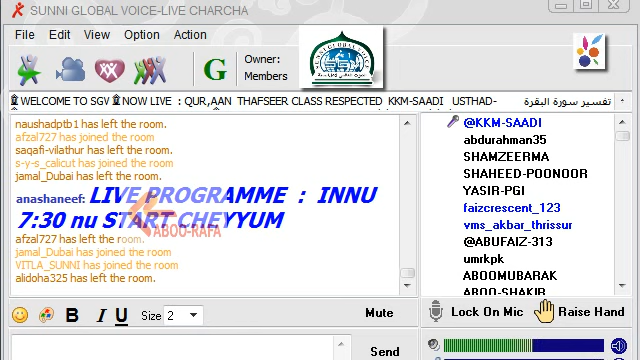 SUNNI GLOBAL VOICE-LIVE CHARCHA
File Edit View Option Action
G Owner:
Members
WELCOME TO SGV NOW LIVE : QUR,AAN THAFSEER CLASS RESPECTED KKM-SAADI USTHAD- تفسير سورة البقرة
naushadptb1 has left the room.
afzal727 has joined the room
saqafi-vilathur has left the room.
s-y-s_calicut has joined the room
jamal_Dubai has left the room.
anashaneef: LIVE PROGRAMME : INNU
7:30 nu START CHEYYUM
ABOO-RAFA
afzal727 has left the room.
jamal_Dubai has joined the room
VITLA_SUNNI has joined the room
alidoha325 has left the room.
@KKM-SAADI
abdurahman35
SHAMZEERMA
SHAHEED-POONOOR
YASIR-PGI
faizcrescent_123
vms_akbar_thrissur
@ABUFAIZ-313
umrkpk
ABOOMUBARAK
ABOO-SHAKIR
B I U Size 2 Mute
Lock On Mic Raise Hand
Send